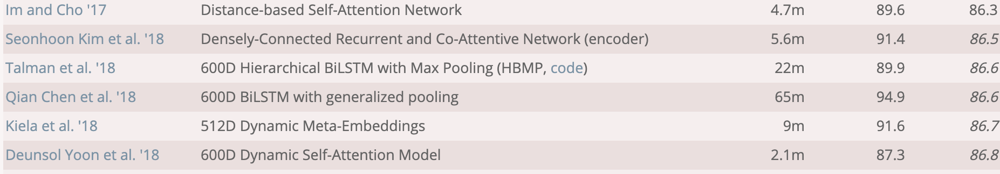 Im and Cho '17 Distance-based Self-Attention Network 4.7m 89.6 86.3
Seonhoon Kim et al. '18 Densely-Connected Recurrent and Co-Attentive Network (encoder) 5.6m 91.4 86.5
Talman et al. '18 600D Hierarchical BiLSTM with Max Pooling (HBMP, code) 22m 89.9 86.6
Qian Chen et al. '18 600D BiLSTM with generalized pooling 65m 94.9 86.6
Kiela et al. '18 512D Dynamic Meta-Embeddings 9m 91.6 86.7
Deunsol Yoon et al. '18 600D Dynamic Self-Attention Model 2.1m 87.3 86.8